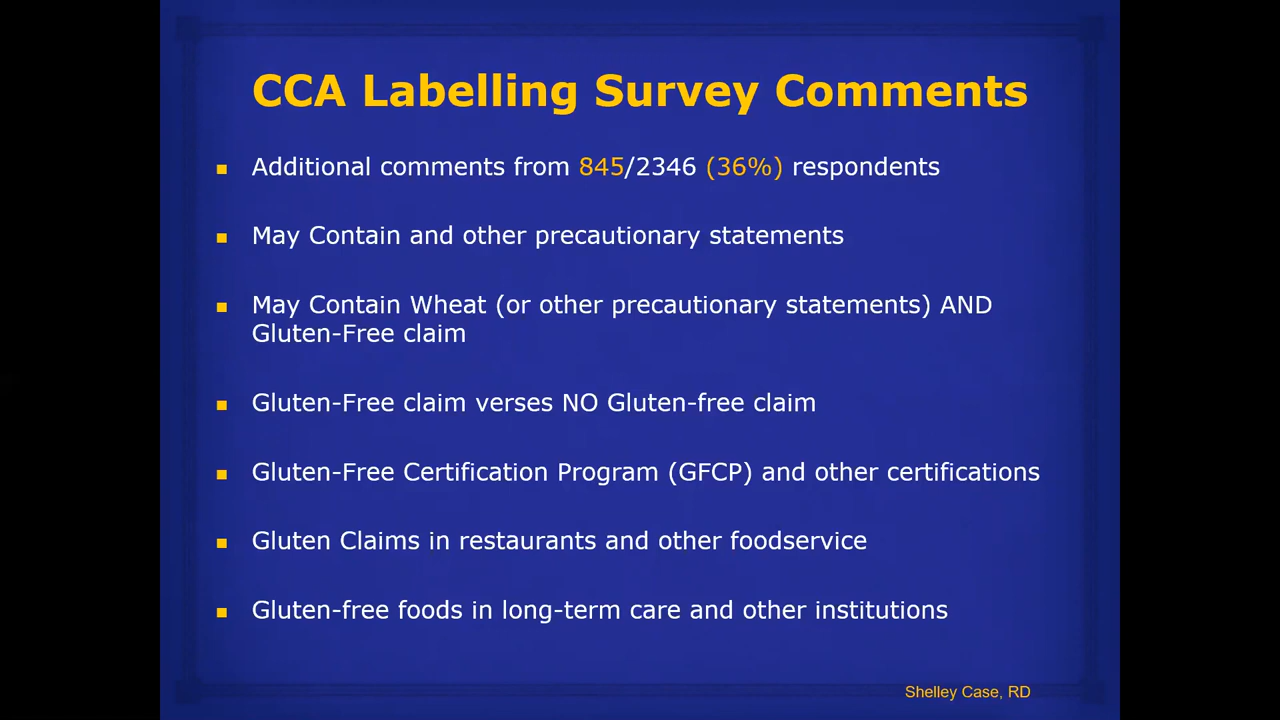 CCA Labelling Survey Comments
Additional comments from 845/2346 (36%) respondents
May Contain and other precautionary statements
May Contain Wheat (or other precautionary statements) AND
Gluten-Free claim
Gluten-Free claim verses NO Gluten-free claim
Gluten-Free Certification Program (GFCP) and other certifications
Gluten Claims in restaurants and other foodservice
Gluten-free foods in long-term care and other institutions
Shelley Case, RD